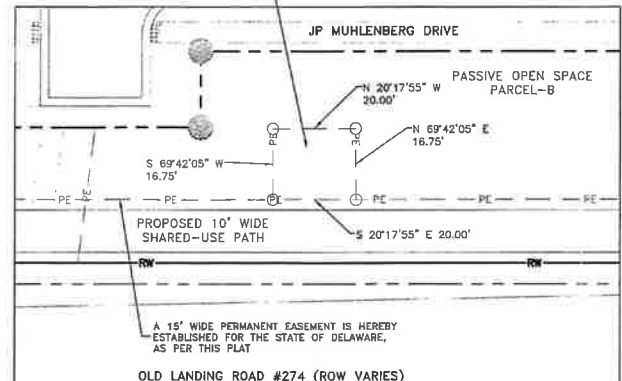 JP MUHLENBERG DRIVE
PASSIVE OPEN SPACE
PARCEL-B
N 20°17'55" W
20.00'
N 69°42'05" E
16.75'
S 69°42'05" W
16.75'
PE
PE
PE
PE
PE
PE
PE
PE
PE
S 20°17'55" E 20.00'
PROPOSED 10' WIDE
SHARED-USE PATH
RW
RW
A 15' WIDE PERMANENT EASEMENT IS HEREBY
ESTABLISHED FOR THE STATE OF DELAWARE,
AS PER THIS PLAT
OLD LANDING ROAD #274 (ROW VARIES)